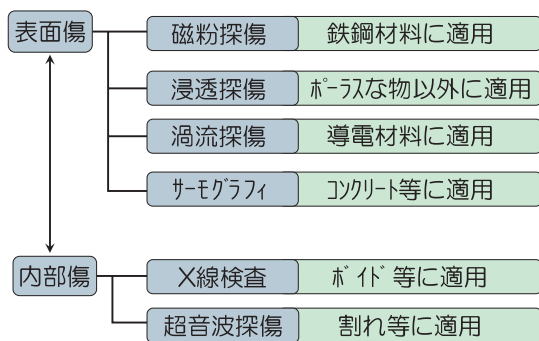 表面傷
磁粉探傷 鉄鋼材料に適用
浸透探傷 ﾎﾟｰﾗｽな物以外に適用
渦流探傷 導電材料に適用
ｻｰﾓｸﾞﾗﾌｨ ｺﾝｸﾘｰﾄ等に適用
内部傷
X線検査 ﾎﾞｲﾄﾞ等に適用
超音波探傷 割れ等に適用